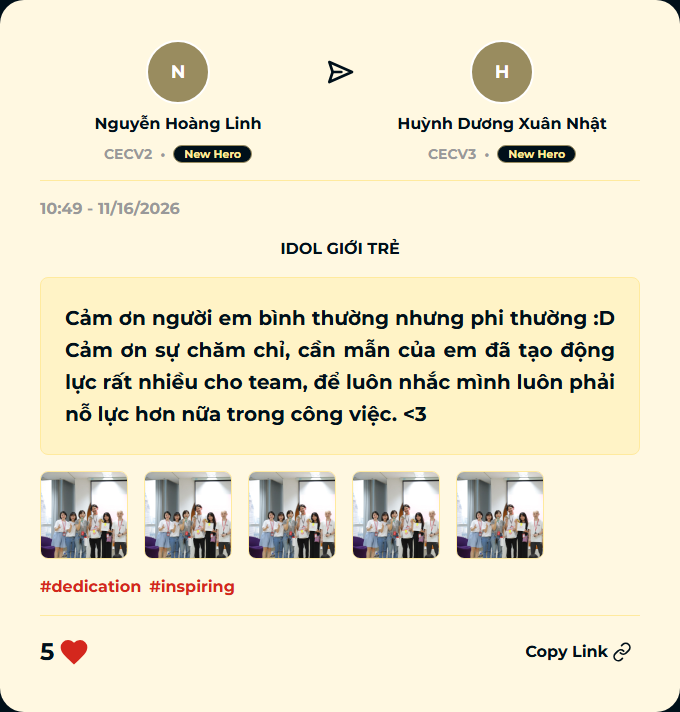 N
H
Nguyễn Hoàng Linh
Huỳnh Dương Xuân Nhật
CECV2 • New Hero
CECV3 • New Hero
10:49 - 11/16/2026
IDOL GIỚI TRẺ
Cảm ơn người em bình thường nhưng phi thường :D
Cảm ơn sự chăm chỉ, cần mẫn của em đã tạo động
lực rất nhiều cho team, để luôn nhắc mình luôn phải
nỗ lực hơn nữa trong công việc. <3
#dedication #inspiring
5
Copy Link